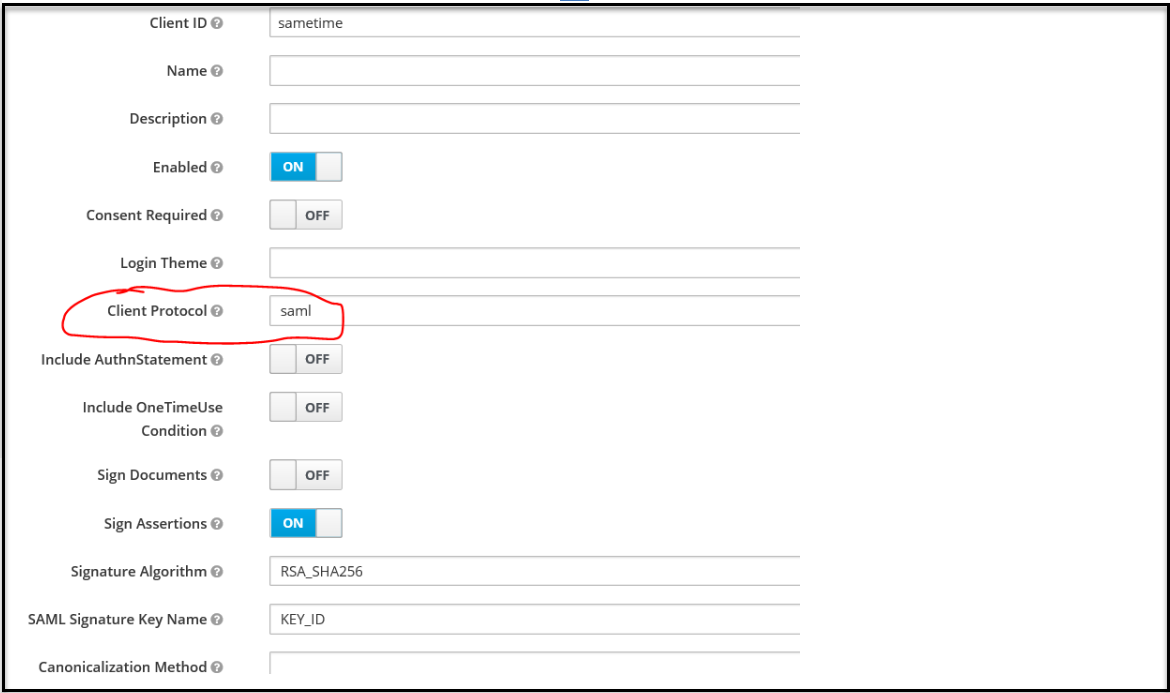 Client ID sametime
Name
Description
Enabled ON
Consent Required OFF
Login Theme
Client Protocol saml
Include AuthnStatement OFF
Include OneTimeUse OFF
Condition
Sign Documents OFF
Sign Assertions ON
Signature Algorithm RSA_SHA256
SAML Signature Key Name KEY_ID
Canonicalization Method